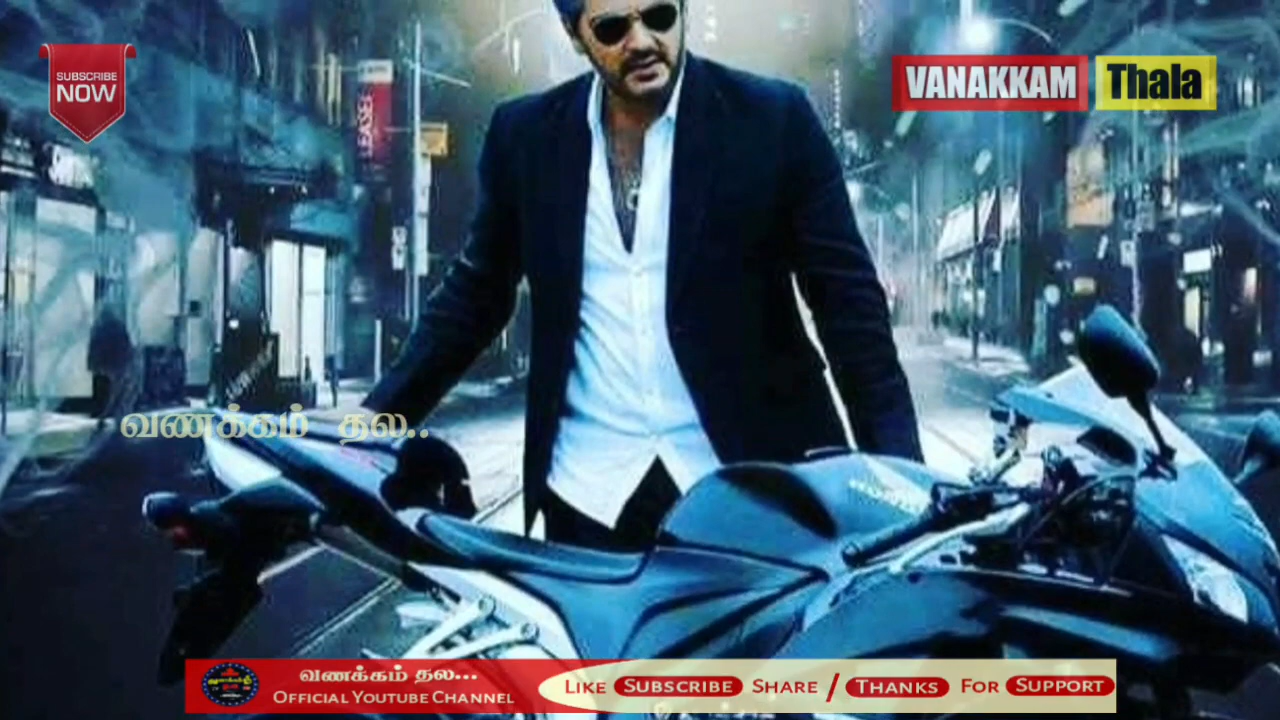 SUBSCRIBE
NOW
VANAKKAM Thala
LEASED
வணக்கம் தல..
வணக்கம் தல...
OFFICIAL YOUTUBE CHANNEL
LIKE SUBSCRIBE SHARE / THANKS FOR SUPPORT